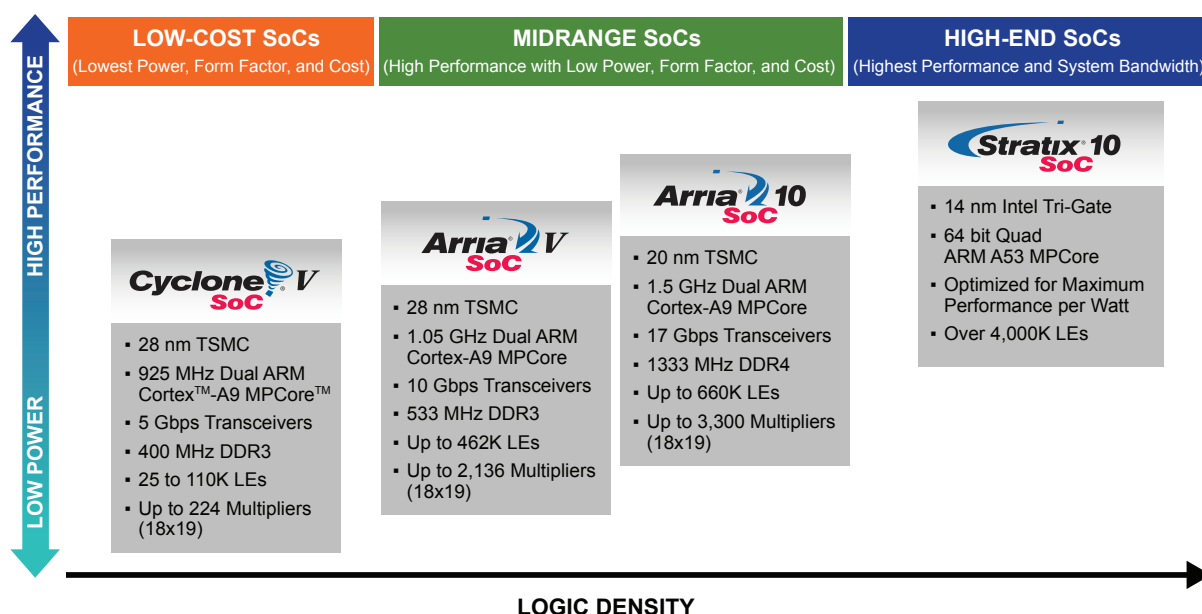 LOW-COST SoCs
(Lowest Power, Form Factor, and Cost)
MIDRANGE SoCs
(High Performance with Low Power, Form Factor, and Cost)
HIGH-END SoCs
(Highest Performance and System Bandwidth)
HIGH PERFORMANCE
LOW POWER
Cyclone® V
SoC
▪ 28 nm TSMC
▪ 925 MHz Dual ARM
Cortex™-A9 MPCore™
▪ 5 Gbps Transceivers
▪ 400 MHz DDR3
▪ 25 to 110K LEs
▪ Up to 224 Multipliers
(18x19)
Arria® V
SoC
▪ 28 nm TSMC
▪ 1.05 GHz Dual ARM
Cortex-A9 MPCore
▪ 10 Gbps Transceivers
▪ 533 MHz DDR3
▪ Up to 462K LEs
▪ Up to 2,136 Multipliers
(18x19)
Arria® 10
SoC
▪ 20 nm TSMC
▪ 1.5 GHz Dual ARM
Cortex-A9 MPCore
▪ 17 Gbps Transceivers
▪ 1333 MHz DDR4
▪ Up to 660K LEs
▪ Up to 3,300 Multipliers
(18x19)
Stratix® 10
SoC
▪ 14 nm Intel Tri-Gate
▪ 64 bit Quad
ARM A53 MPCore
▪ Optimized for Maximum
Performance per Watt
▪ Over 4,000K LEs
LOGIC DENSITY